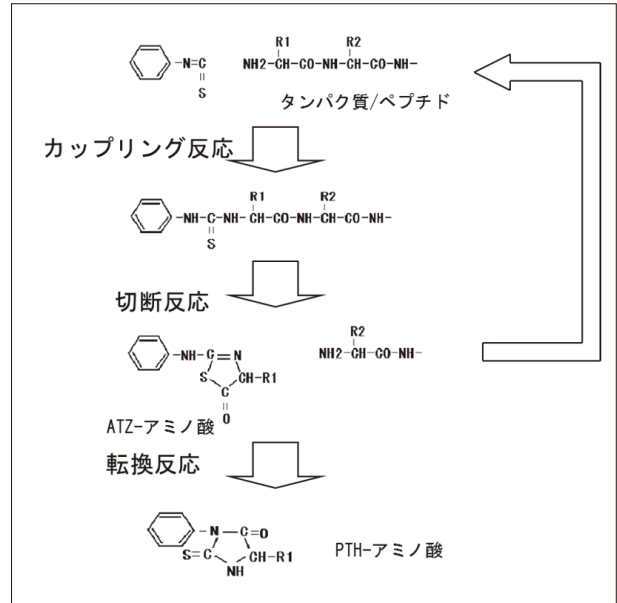 R1 R2
N=C NH2-CH-CO-NH-CH-CO-NH-
S
タンパク質/ペプチド
カップリング反応
R1 R2
NH-C-NH-CH-CO-NH-CH-CO-NH-
S
切断反応
R2
NH-C=N NH2-CH-CO-NH-
S CH-R1
C
O
ATZ-アミノ酸
転換反応
N-C=O
S=C CH-R1
NH
PTH-アミノ酸